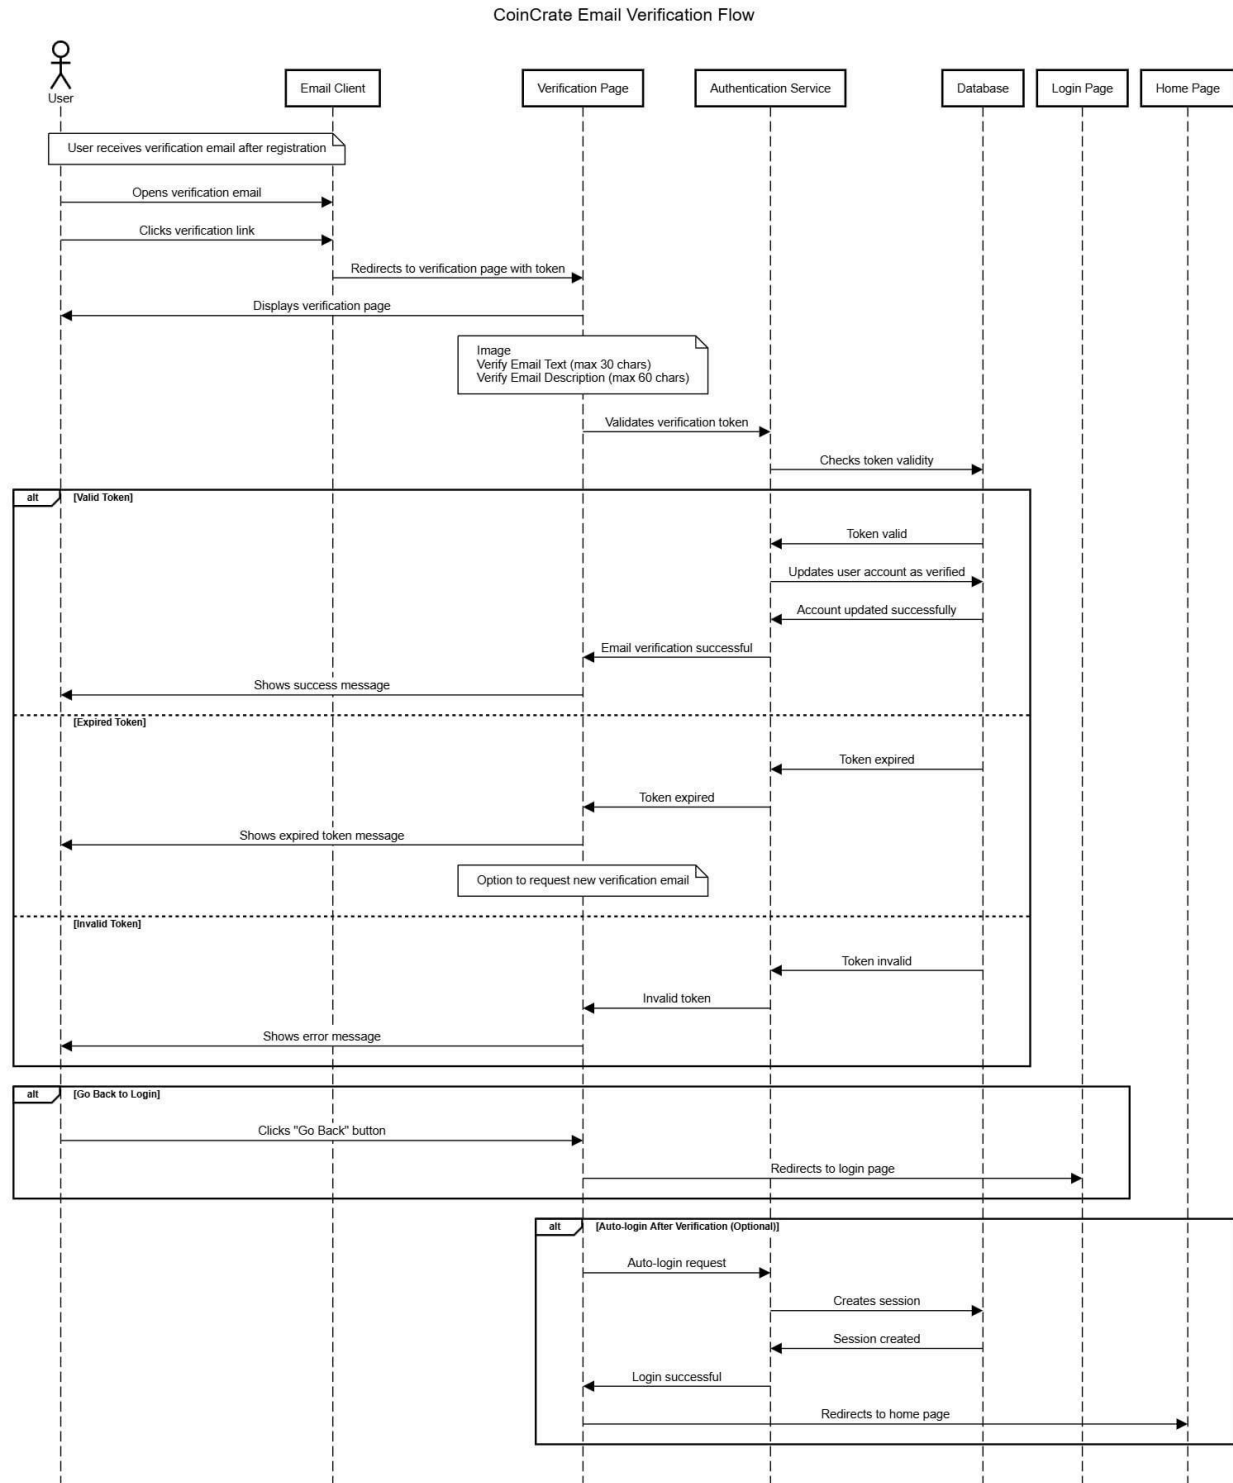 CoinCrate Email Verification Flow
User
Email Client
Verification Page
Authentication Service
Database
Login Page
Home Page
User receives verification email after registration
Opens verification email
Clicks verification link
Redirects to verification page with token
Displays verification page
Image
Verify Email Text (max 30 chars)
Verify Email Description (max 60 chars)
Validates verification token
Checks token validity
alt [Valid Token]
Token valid
Updates user account as verified
Account updated successfully
Email verification successful
Shows success message
[Expired Token]
Token expired
Token expired
Shows expired token message
Option to request new verification email
[Invalid Token]
Token invalid
Invalid token
Shows error message
alt [Go Back to Login]
Clicks "Go Back" button
Redirects to login page
alt [Auto-login After Verification (Optional)]
Auto-login request
Creates session
Session created
Login successful
Redirects to home page